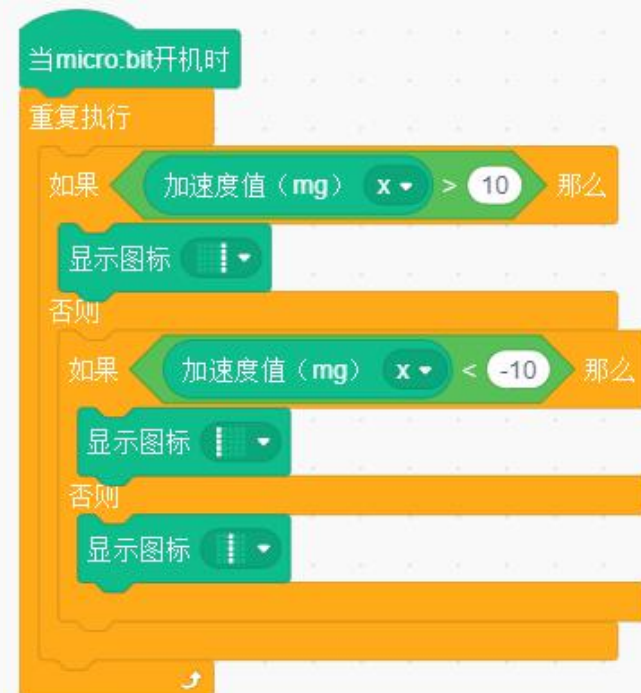 当micro:bit开机时
重复执行
如果 加速度值（mg） x > 10 那么
显示图标
否则
如果 加速度值（mg） x < -10 那么
显示图标
否则
显示图标